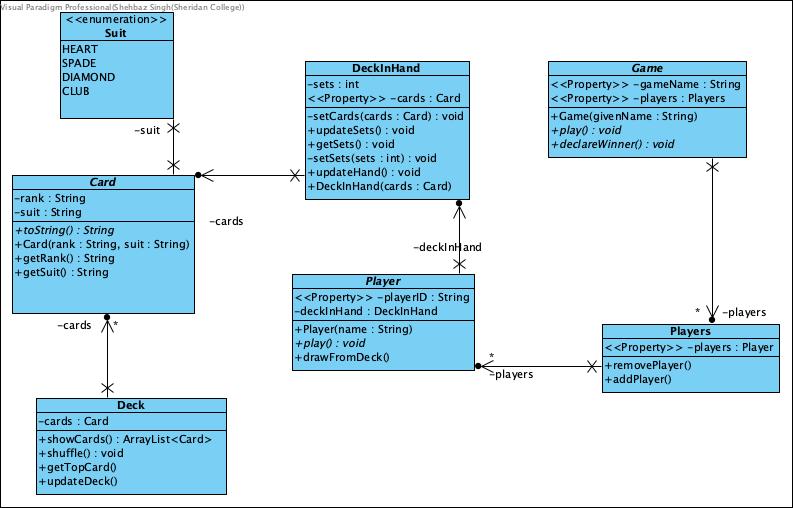 Visual Paradigm Professional(Shehbaz Singh(Sheridan College))
<<enumeration>>
Suit
HEART
SPADE
DIAMOND
CLUB
-suit
Card
-rank : String
-suit : String
+toString() : String
+Card(rank : String, suit : String)
+getRank() : String
+getSuit() : String
-cards
*
Deck
-cards : Card
+showCards() : ArrayList<Card>
+shuffle() : void
+getTopCard()
+updateDeck()
DeckInHand
-sets : int
<<Property>> -cards : Card
-setCards(cards : Card) : void
+updateSets() : void
+getSets() : void
-setSets(sets : int) : void
+updateHand() : void
+DeckInHand(cards : Card)
-cards
-deckInHand
Player
<<Property>> -playerID : String
-deckInHand : DeckInHand
+Player(name : String)
+play() : void
+drawFromDeck()
*
-players
Game
<<Property>> -gameName : String
<<Property>> -players : Players
+Game(givenName : String)
+play() : void
+declareWinner() : void
* -players
Players
<<Property>> -players : Player
+removePlayer()
+addPlayer()